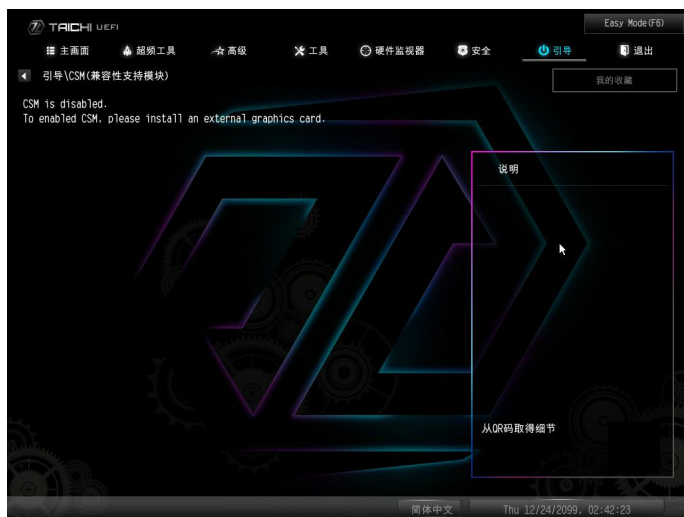 TAICHI UEFI
Easy Mode(F6)
主画面 超频工具 高级 工具 硬件监视器 安全 引导 退出
引导\CSM(兼容性支持模块)
我的收藏
CSM is disabled.
To enabled CSM, please install an external graphics card.
说明
从QR码取得细节
简体中文 Thu 12/24/2099, 02:42:23